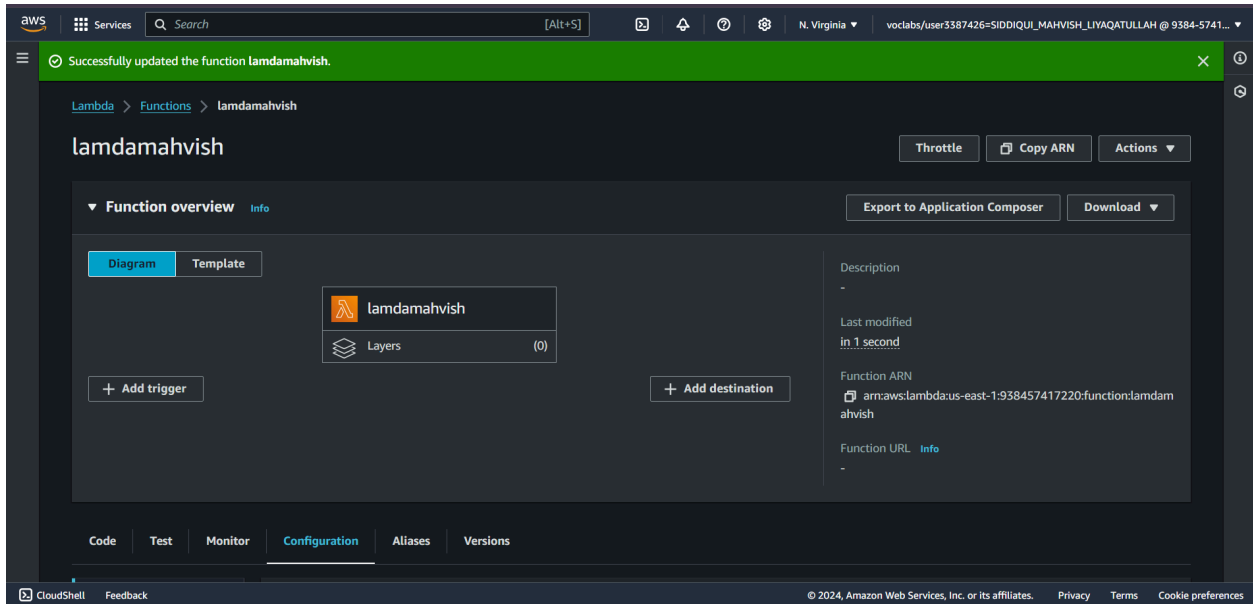 aws
Services
Search
[Alt+S]
N. Virginia
voclabs/user3387426=SIDDIQUI_MAHVISH_LIYAQATULLAH @ 9384-5741...
Successfully updated the function lamdamahvish.
Lambda > Functions > lamdamahvish
lamdamahvish
Throttle
Copy ARN
Actions
Function overview Info
Export to Application Composer
Download
Diagram
Template
lamdamahvish
Layers (0)
+ Add trigger
+ Add destination
Description
-
Last modified
in 1 second
Function ARN
arn:aws:lambda:us-east-1:938457417220:function:lamdam
ahvish
Function URL Info
-
Code
Test
Monitor
Configuration
Aliases
Versions
CloudShell
Feedback
© 2024, Amazon Web Services, Inc. or its affiliates.
Privacy
Terms
Cookie preferences